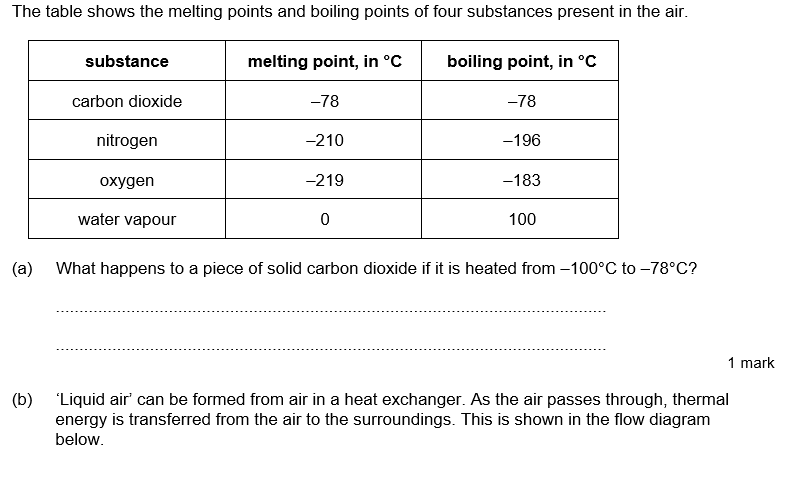 The table shows the melting points and boiling points of four substances present in the air.
substance melting point, in °C boiling point, in °C
carbon dioxide –78 –78
nitrogen –210 –196
oxygen –219 –183
water vapour 0 100
(a) What happens to a piece of solid carbon dioxide if it is heated from –100°C to –78°C?
1 mark
(b) ‘Liquid air’ can be formed from air in a heat exchanger. As the air passes through, thermal
energy is transferred from the air to the surroundings. This is shown in the flow diagram
below.